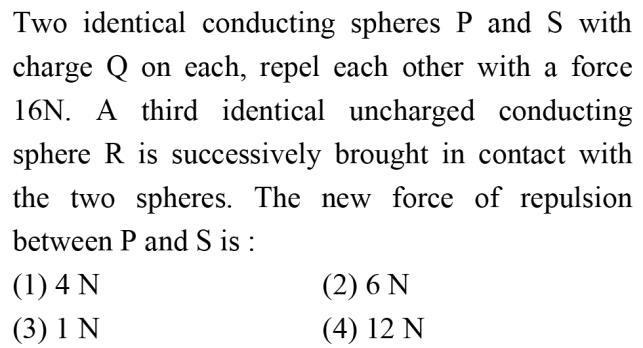 Two identical conducting spheres P and S with
charge Q on each, repel each other with a force
16N. A third identical uncharged conducting
sphere R is successively brought in contact with
the two spheres. The new force of repulsion
between P and S is :
(1) 4 N (2) 6 N
(3) 1 N (4) 12 N